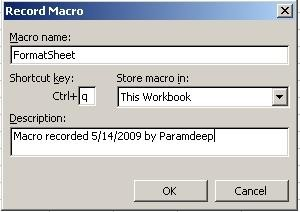 Record Macro
Macro name:
FormatSheet
Shortcut key: Store macro in:
Ctrl+ q This Workbook
Description:
Macro recorded 5/14/2009 by Paramdeep
OK Cancel